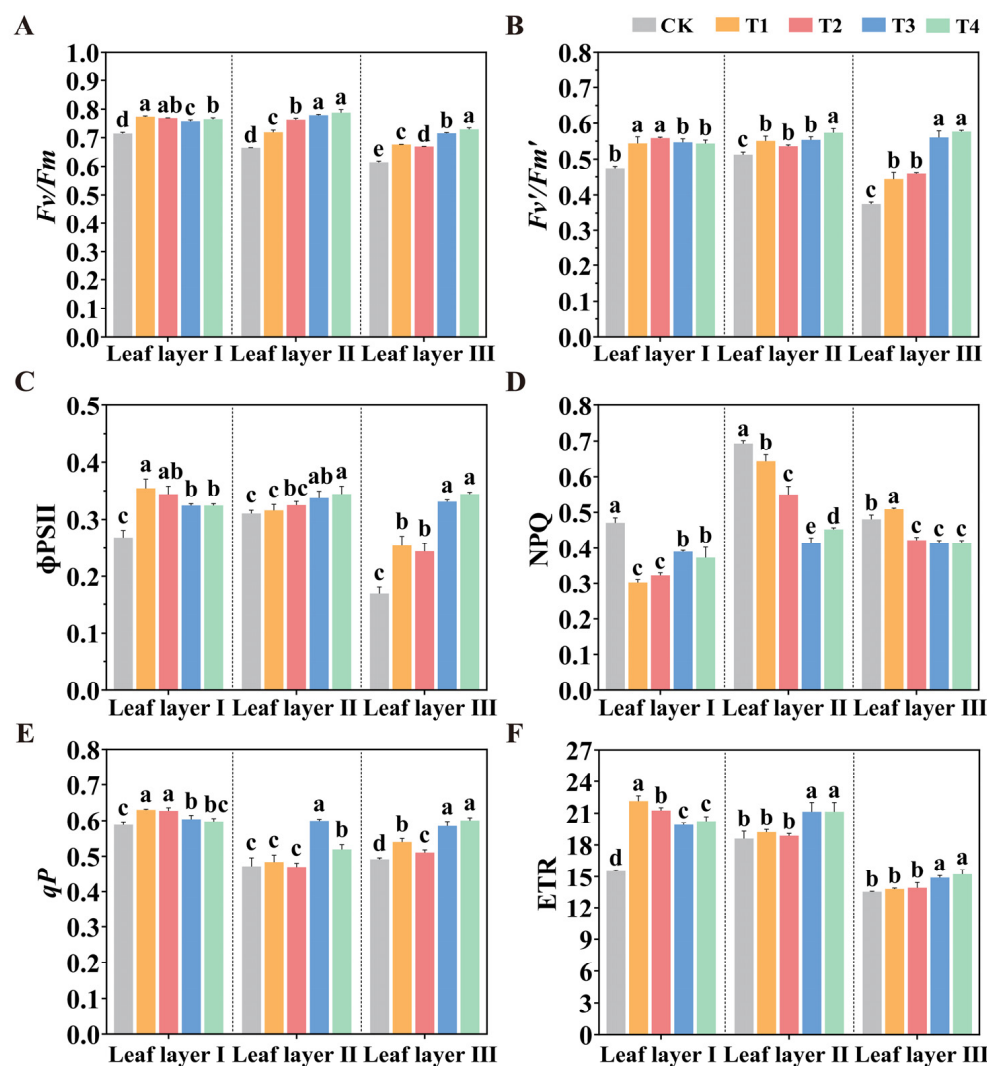 A
B
CK T1 T2 T3 T4
Fv/Fm
1.0
0.9
0.8
0.7
0.6
0.5
0.4
0.3
0.2
0.1
0.0
d a ab c b
d c b a a
e c d b a
Leaf layer I Leaf layer II Leaf layer III
Fv'/Fm'
0.8
0.7
0.6
0.5
0.4
0.3
0.2
0.1
0.0
b a a b b
c b b b a
c b b a a
Leaf layer I Leaf layer II Leaf layer III
C
ϕPSII
0.5
0.4
0.3
0.2
0.1
0.0
c a ab b b
c c bc ab a
c b b a a
Leaf layer I Leaf layer II Leaf layer III
D
NPQ
0.8
0.7
0.6
0.5
0.4
0.3
0.2
0.1
0.0
a c c b b
a b c e d
b a c c c
Leaf layer I Leaf layer II Leaf layer III
E
qP
0.8
0.7
0.6
0.5
0.4
0.3
0.2
0.1
0.0
c a a b bc
c c c a b
d b c a a
Leaf layer I Leaf layer II Leaf layer III
F
ETR
27
24
21
18
15
12
9
6
3
0
d a b c c
b b b a a
b b b a a
Leaf layer I Leaf layer II Leaf layer III